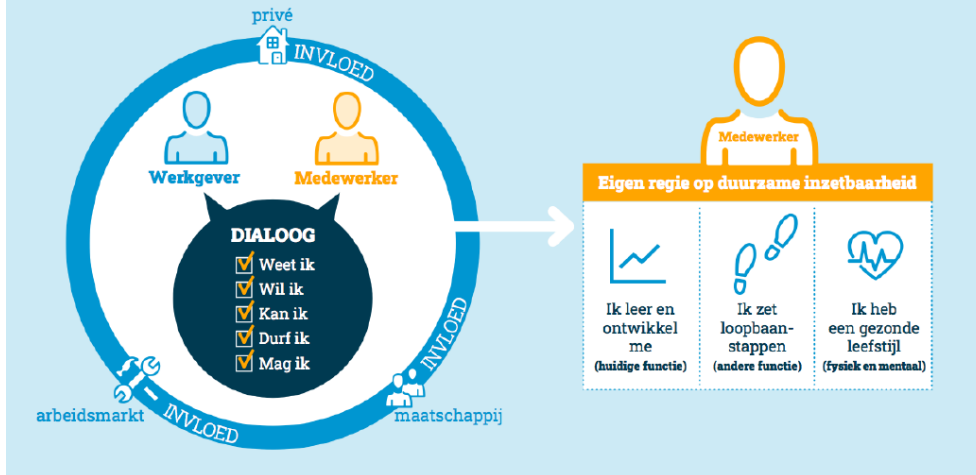 privé
INVLOED
Werkgever
Medewerker
DIALOOG
Weet ik
Wil ik
Kan ik
Durf ik
Mag ik
INVLOED
maatschappij
INVLOED
arbeidsmarkt
Medewerker
Eigen regie op duurzame inzetbaarheid
Ik leer en
ontwikkel
me
(huidige functie)
Ik zet
loopbaan-
stappen
(andere functie)
Ik heb
een gezonde
leefstijl
(fysiek en mentaal)